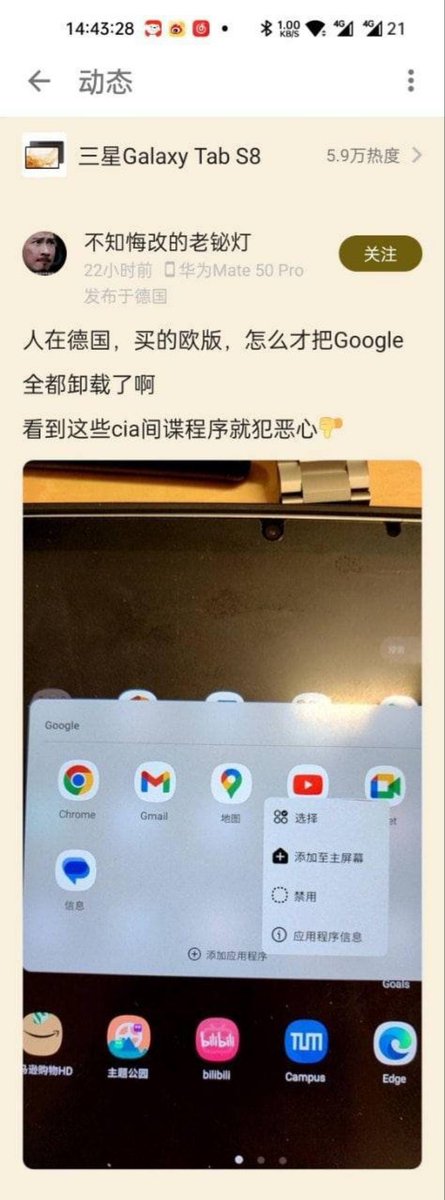 14:43:28
1.00
KB/S
4G
4G
21
动态
三星Galaxy Tab S8
5.9万热度
不知悔改的老铋灯
关注
22小时前 华为Mate 50 Pro
发布于德国
人在德国，买的欧版，怎么才把Google
全都卸载了啊
看到这些cia间谍程序就犯恶心
Google
Chrome
Gmail
地图
选择
添加至主屏幕
禁用
应用程序信息
信息
添加应用程序
Goals
马逊购物HD
主题公园
bilibili
bilibili
TUM
Campus
Edge